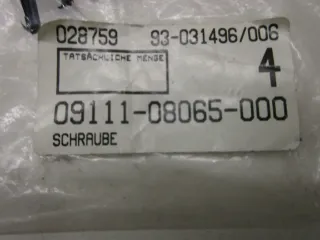 028759 93-031496/006
TATSÄCHLICHE MENGE
4
09111-08065-000
SCHRAUBE